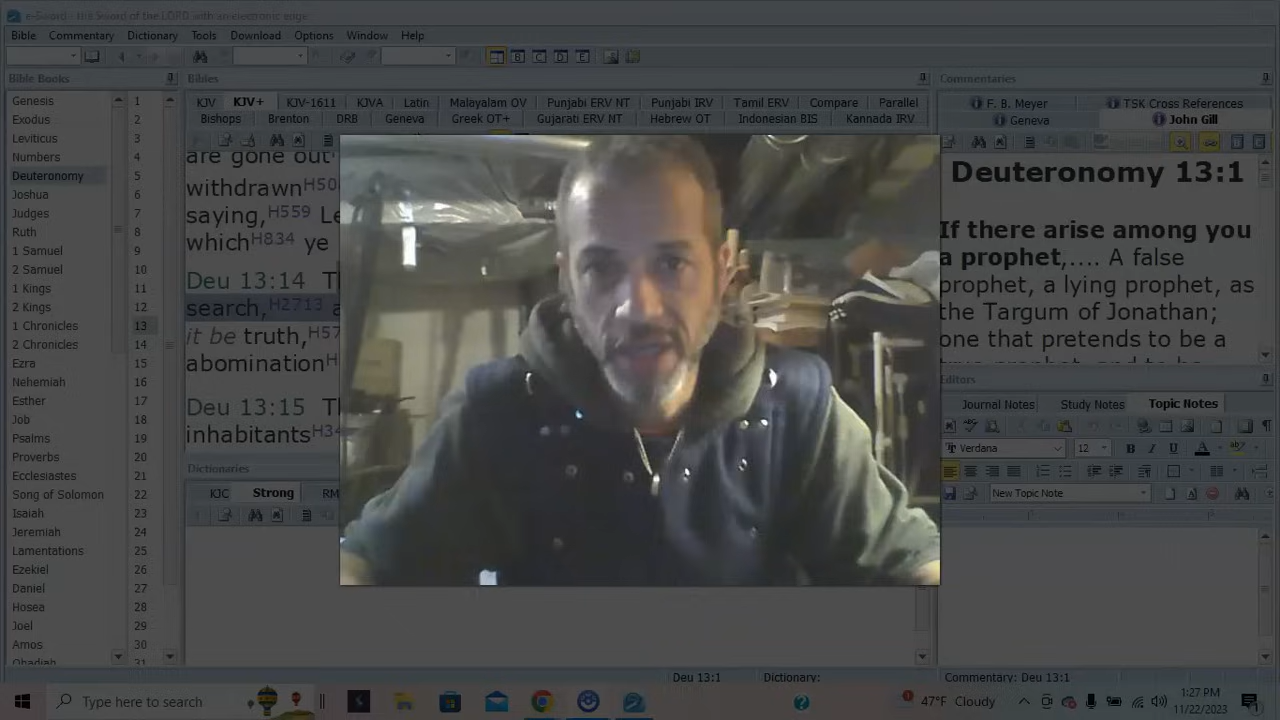 e-Sword - His Sword of the LORD with an electronic edge
Bible Commentary Dictionary Tools Download Options Window Help
B C D E
Bible Books
Genesis
Exodus
Leviticus
Numbers
Deuteronomy
Joshua
Judges
Ruth
1 Samuel
2 Samuel
1 Kings
2 Kings
1 Chronicles
2 Chronicles
Ezra
Nehemiah
Esther
Job
Psalms
Proverbs
Ecclesiastes
Song of Solomon
Isaiah
Jeremiah
Lamentations
Ezekiel
Daniel
Hosea
Joel
Amos
Obadiah
1
2
3
4
5
6
7
8
9
10
11
12
13
14
15
16
17
18
19
20
21
22
23
24
25
26
27
28
29
30
31
Bibles
KJV KJV+ KJV-1611 KJVA Latin Malayalam OV Punjabi ERV NT Punjabi IRV Tamil ERV Compare Parallel
Bishops Brenton DRB Geneva Greek OT+ Gujarati ERV NT Hebrew OT Indonesian BIS Kannada IRV
are gone out
withdrawn
saying,H559 Le
which H834 ye
Deu 13:14 T
search,H2713 a
it be truth,
abomination
Deu 13:15 T
inhabitants
Dictionaries
KJC Strong
Commentaries
F. B. Meyer TSK Cross References
Geneva John Gill
Deuteronomy 13:1
If there arise among you
a prophet,.... A false
prophet, a lying prophet, as
the Targum of Jonathan;
one that pretends to be a
Editors
Journal Notes Study Notes Topic Notes
Verdana 12 B I U A ab
New Topic Note
Deu 13:1 Dictionary: Commentary: Deu 13:1
Type here to search
47°F Cloudy
1:27 PM
11/22/2023